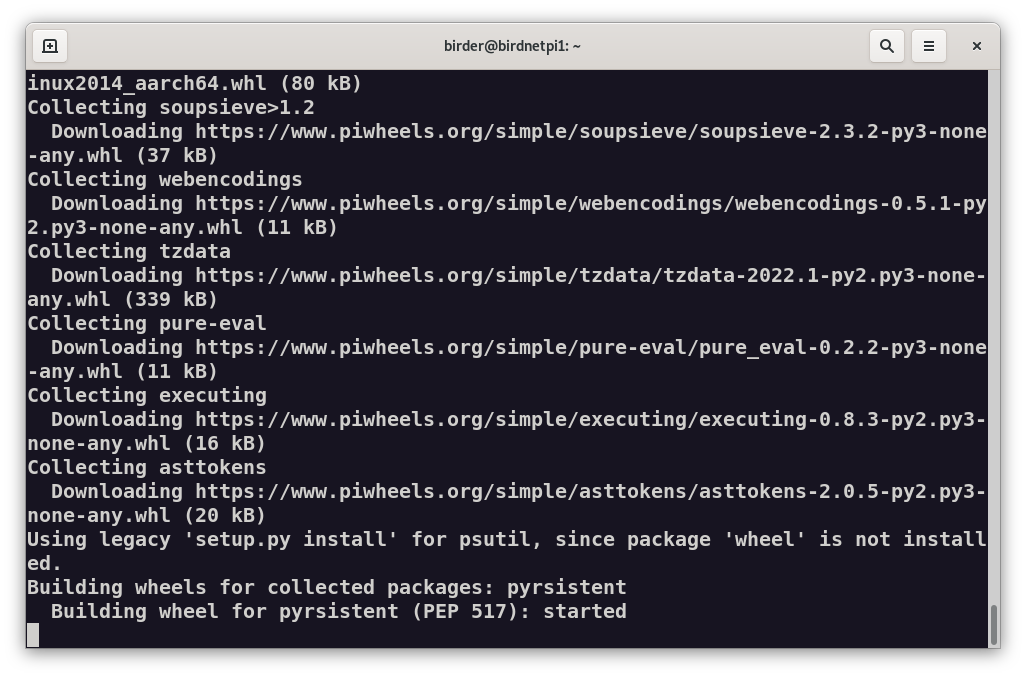 birder@birdnetpi1: ~
inux2014_aarch64.whl (80 kB)
Collecting soupsieve>1.2
  Downloading https://www.piwheels.org/simple/soupsieve/soupsieve-2.3.2-py3-none
-any.whl (37 kB)
Collecting webencodings
  Downloading https://www.piwheels.org/simple/webencodings/webencodings-0.5.1-py
2.py3-none-any.whl (11 kB)
Collecting tzdata
  Downloading https://www.piwheels.org/simple/tzdata/tzdata-2022.1-py2.py3-none-
any.whl (339 kB)
Collecting pure-eval
  Downloading https://www.piwheels.org/simple/pure-eval/pure_eval-0.2.2-py3-none
-any.whl (11 kB)
Collecting executing
  Downloading https://www.piwheels.org/simple/executing/executing-0.8.3-py2.py3-
none-any.whl (16 kB)
Collecting asttokens
  Downloading https://www.piwheels.org/simple/asttokens/asttokens-2.0.5-py2.py3-
none-any.whl (20 kB)
Using legacy 'setup.py install' for psutil, since package 'wheel' is not install
ed.
Building wheels for collected packages: pyrsistent
  Building wheel for pyrsistent (PEP 517): started